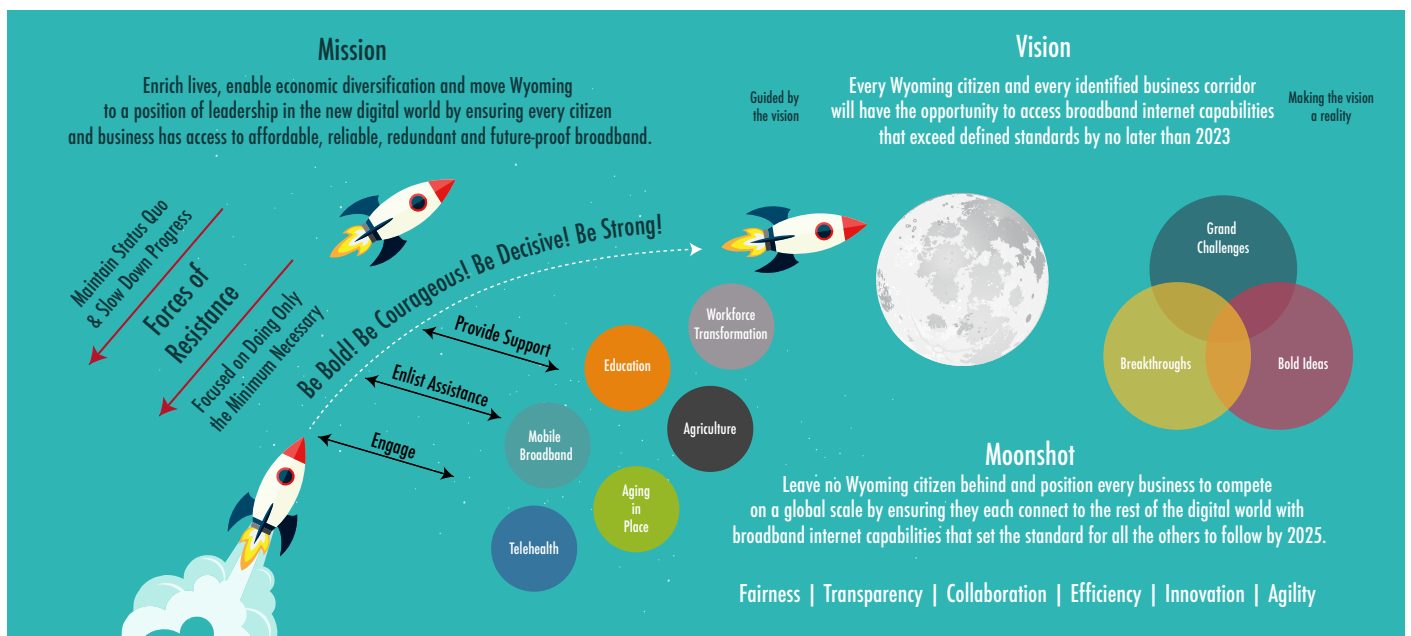 Mission
Enrich lives, enable economic diversification and move Wyoming
to a position of leadership in the new digital world by ensuring every citizen
and business has access to affordable, reliable, redundant and future-proof broadband.
Guided by
the vision
Vision
Every Wyoming citizen and every identified business corridor
will have the opportunity to access broadband internet capabilities
that exceed defined standards by no later than 2023
Making the vision
a reality
Maintain Status Quo
& Slow Down Progress
Forces of
Resistance
Focused on Doing Only
the Minimum Necessary
Be Bold! Be Courageous! Be Decisive! Be Strong!
Provide Support
Enlist Assistance
Engage
Workforce
Transformation
Education
Agriculture
Mobile
Broadband
Aging
in
Place
Telehealth
Grand
Challenges
Breakthroughs
Bold Ideas
Moonshot
Leave no Wyoming citizen behind and position every business to compete
on a global scale by ensuring they each connect to the rest of the digital world with
broadband internet capabilities that set the standard for all the others to follow by 2025.
Fairness | Transparency | Collaboration | Efficiency | Innovation | Agility